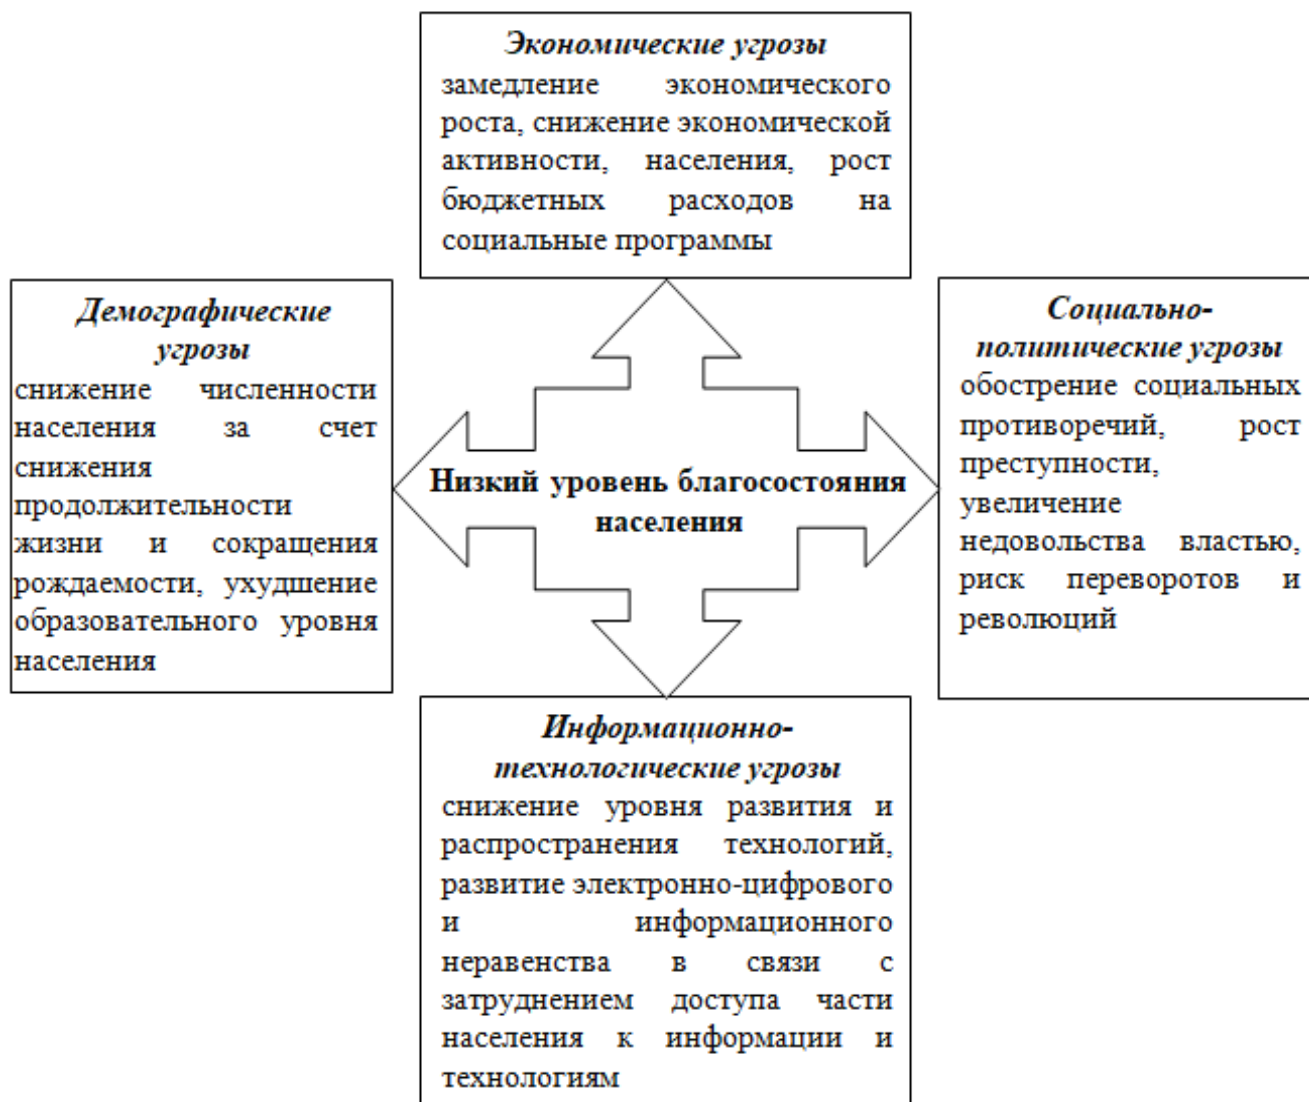 Экономические угрозы
замедление экономического
роста, снижение экономической
активности, населения, рост
бюджетных расходов на
социальные программы
Демографические
угрозы
снижение численности
населения за счет
снижения
продолжительности
жизни и сокращения
рождаемости, ухудшение
образовательного уровня
населения
Низкий уровень благосостояния
населения
Социально-
политические угрозы
обострение социальных
противоречий, рост
преступности,
увеличение
недовольства властью,
риск переворотов и
революций
Информационно-
технологические угрозы
снижение уровня развития и
распространения технологий,
развитие электронно-цифрового
и информационного
неравенства в связи с
затруднением доступа части
населения к информации и
технологиям